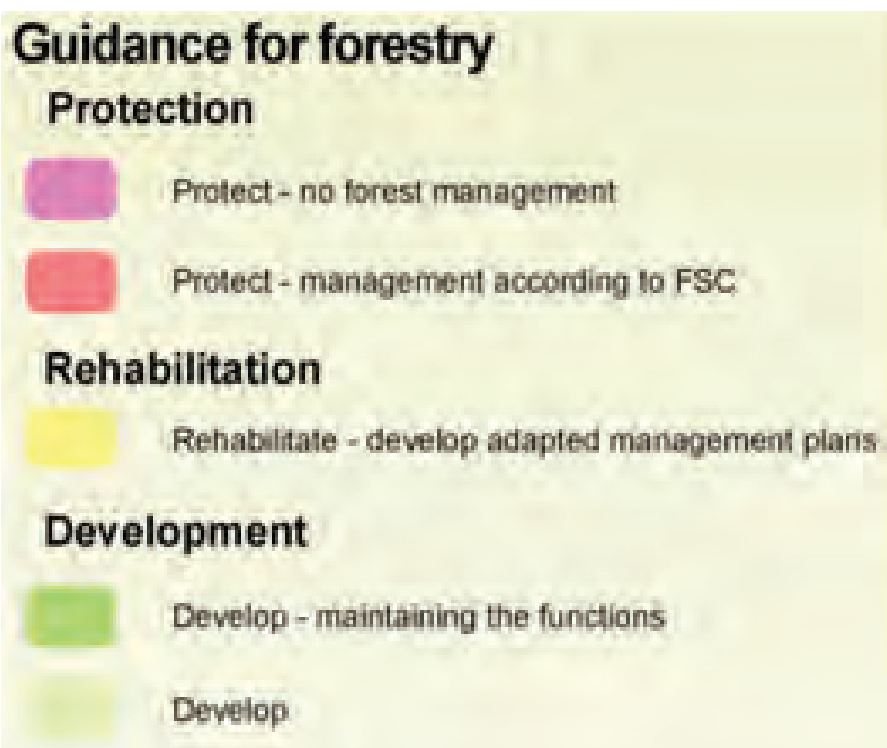 Guidance for forestry
Protection
Protect - no forest management
Protect - management according to FSC
Rehabilitation
Rehabilitate - develop adapted management plans
Development
Develop - maintaining the functions
Develop